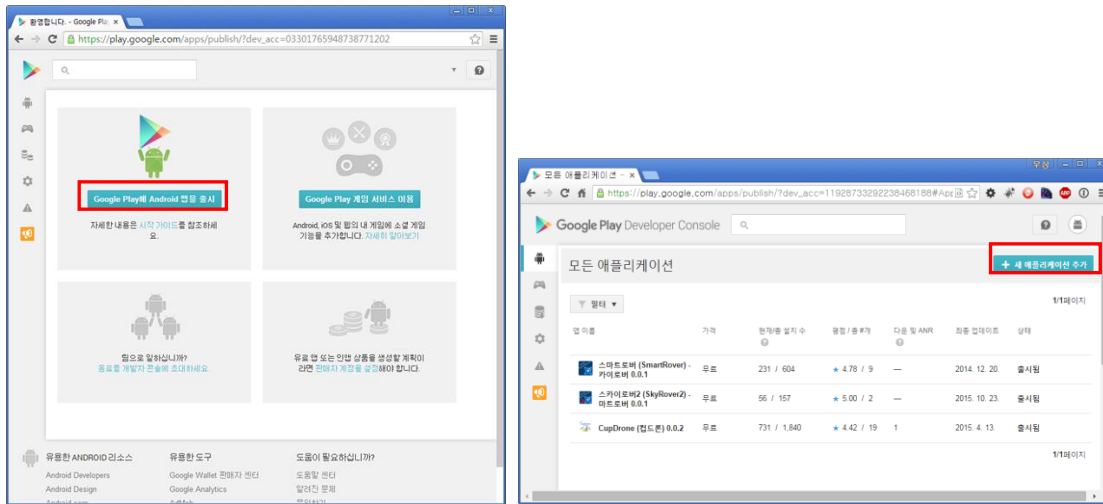 환영합니다. - Google Pla
https://play.google.com/apps/publish/?dev_acc=03301765948738771202
Google Play에 Android 앱을 출시
자세한 내용은 시작 가이드를 참조하세
요.
Google Play 게임 서비스 이용
Android, iOS 및 웹의 내 게임에 소셜 게임
기능을 추가합니다. 자세히 알아보기
팀으로 일하십니까?
동료를 개발자 콘솔에 초대하세요.
유료 앱 또는 인앱 상품을 생성할 계획이
라면 판매자 계정을 설정해야 합니다.
유용한 ANDROID 리소스
Android Developers
Android Design
Android.com
유용한 도구
Google Wallet 판매자 센터
Google Analytics
AdMob
도움이 필요하십니까?
도움말 센터
알려진 문제
문의하기
우상
모든 애플리케이션 -
https://play.google.com/apps/publish/?dev_acc=11928733292238468188#App
Google Play Developer Console
모든 애플리케이션
+ 새 애플리케이션 추가
필터
1/1페이지
앱 이름 가격 현재/총 설치 수 평점 / 총 #개 다운 및 ANR 최종 업데이트 상태
스마트로버 (SmartRover) -
카이로버 0.0.1
무료 231 / 604 ★ 4.78 / 9 — 2014. 12. 20. 출시됨
스카이로버2 (SkyRover2) -
마트로버 0.0.1
무료 56 / 157 ★ 5.00 / 2 — 2015. 10. 23. 출시됨
CupDrone (컵드론) 0.0.2 무료 731 / 1,840 ★ 4.42 / 19 1 2015. 4. 13. 출시됨
1/1페이지